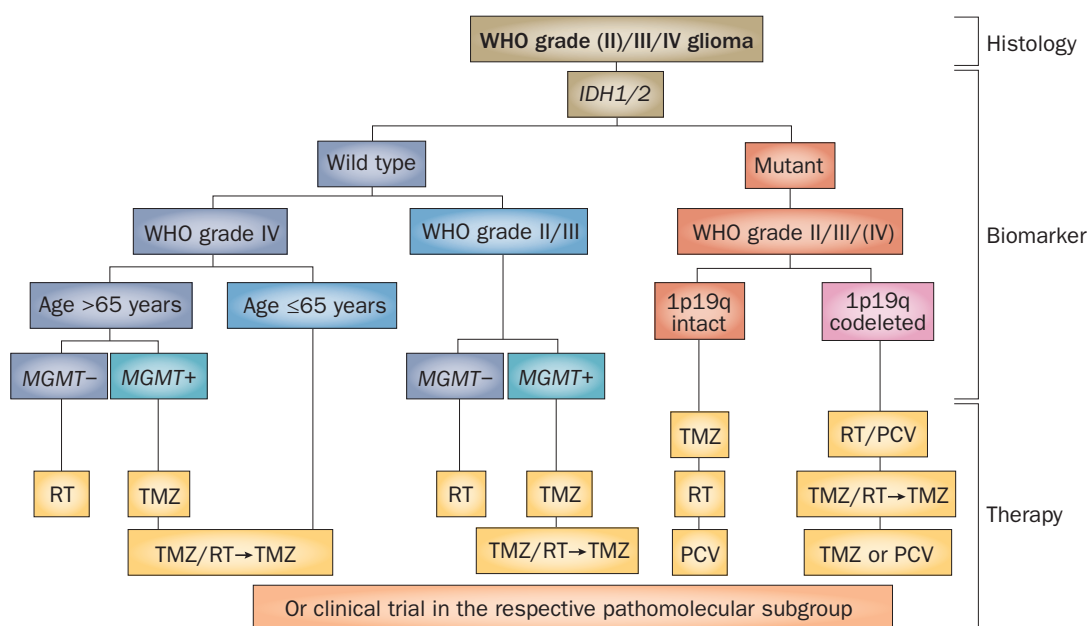 WHO grade (II)/III/IV glioma
Histology
IDH1/2
Wild type
Mutant
WHO grade IV
WHO grade II/III
WHO grade II/III/(IV)
Biomarker
Age >65 years
Age ≤65 years
1p19q
intact
1p19q
codeleted
MGMT−
MGMT+
MGMT−
MGMT+
TMZ
RT/PCV
RT
TMZ
RT
TMZ
RT
TMZ/RT→TMZ
Therapy
TMZ/RT→TMZ
TMZ/RT→TMZ
PCV
TMZ or PCV
Or clinical trial in the respective pathomolecular subgroup